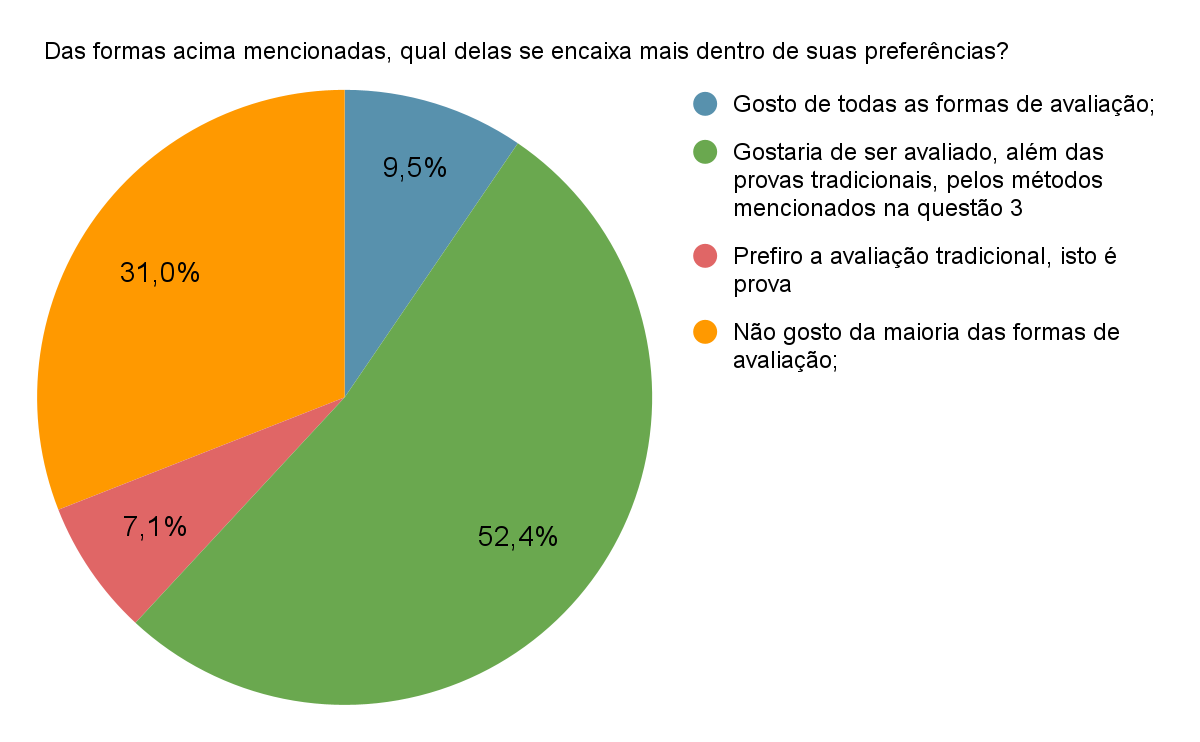 Das formas acima mencionadas, qual delas se encaixa mais dentro de suas preferências?
Gosto de todas as formas de avaliação;
Gostaria de ser avaliado, além das
provas tradicionais, pelos métodos
mencionados na questão 3
Prefiro a avaliação tradicional, isto é
prova
Não gosto da maioria das formas de
avaliação;
9,5%
31,0%
7,1%
52,4%